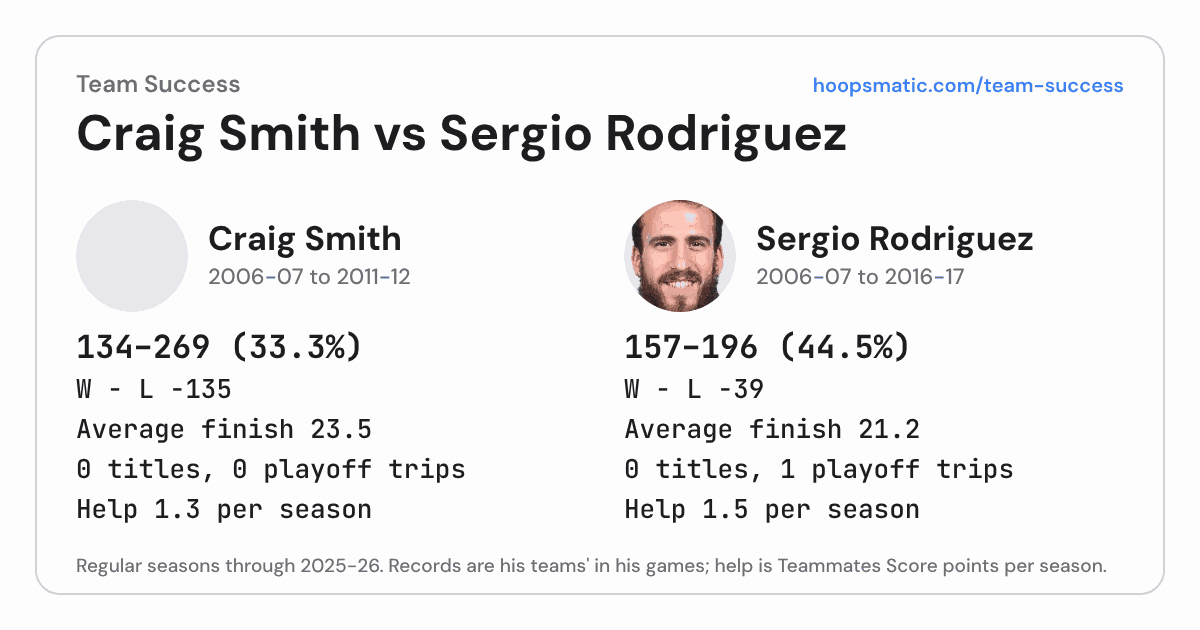 Team Success
hoopsmatic.com/team-success
Craig Smith vs Sergio Rodriguez
Craig Smith
2006-07 to 2011-12
Sergio Rodriguez
2006-07 to 2016-17
134-269 (33.3%)
W - L -135
Average finish 23.5
0 titles, 0 playoff trips
Help 1.3 per season
157-196 (44.5%)
W - L -39
Average finish 21.2
0 titles, 1 playoff trips
Help 1.5 per season
Regular seasons through 2025-26. Records are his teams' in his games; help is Teammates Score points per season.